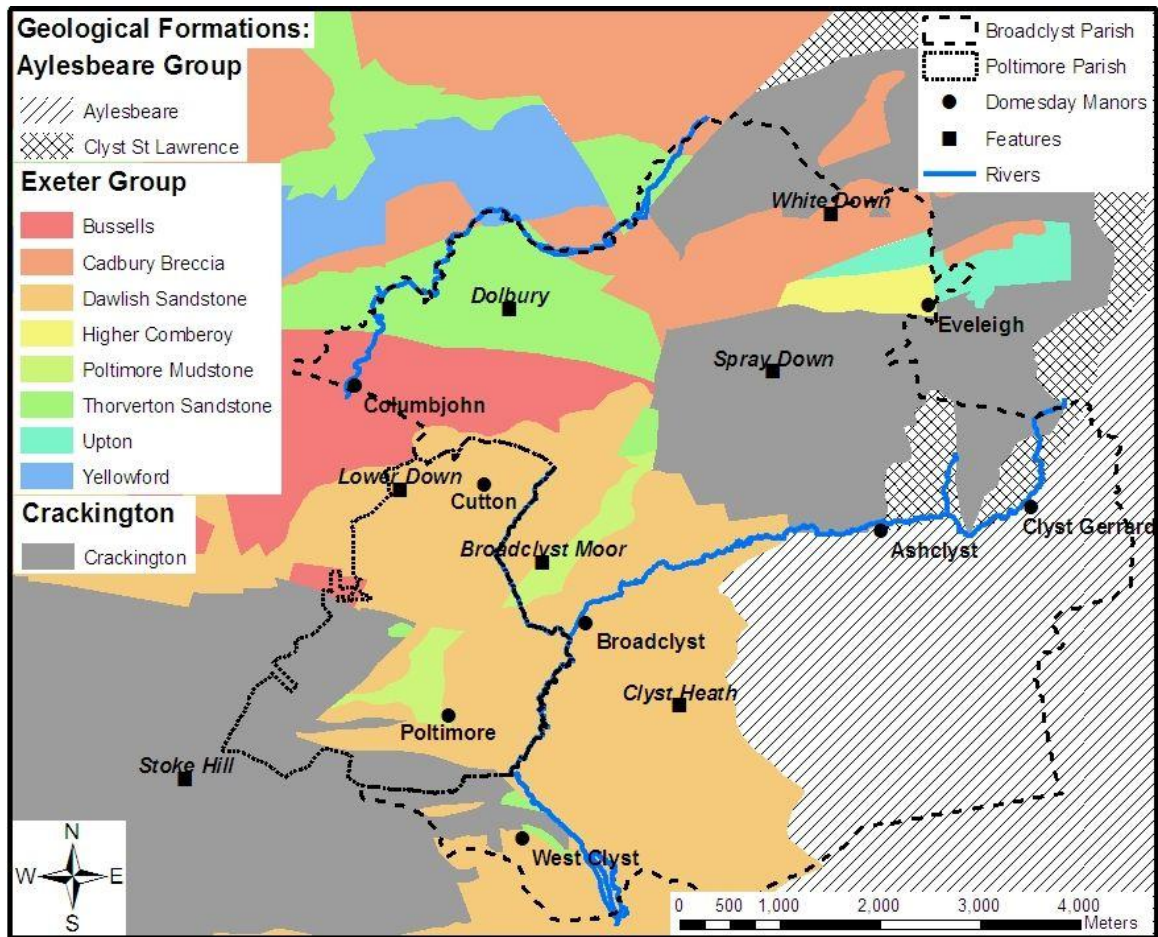 Geological Formations:
Aylesbeare Group
Aylesbeare
Clyst St Lawrence
Exeter Group
Bussells
Cadbury Breccia
Dawlish Sandstone
Higher Comberoy
Poltimore Mudstone
Thorverton Sandstone
Upton
Yellowford
Crackington
Crackington
Broadclyst Parish
Poltimore Parish
Domesday Manors
Features
Rivers
White Down
Dolbury
Eveleigh
Spray Down
Columbjohn
Lower Down
Cutton
Clyst Gerrard
Broadclyst Moor
Ashclyst
Broadclyst
Clyst Heath
Poltimore
Stoke Hill
West Clyst
N
W E
S
0 500 1,000 2,000 3,000 4,000
Meters